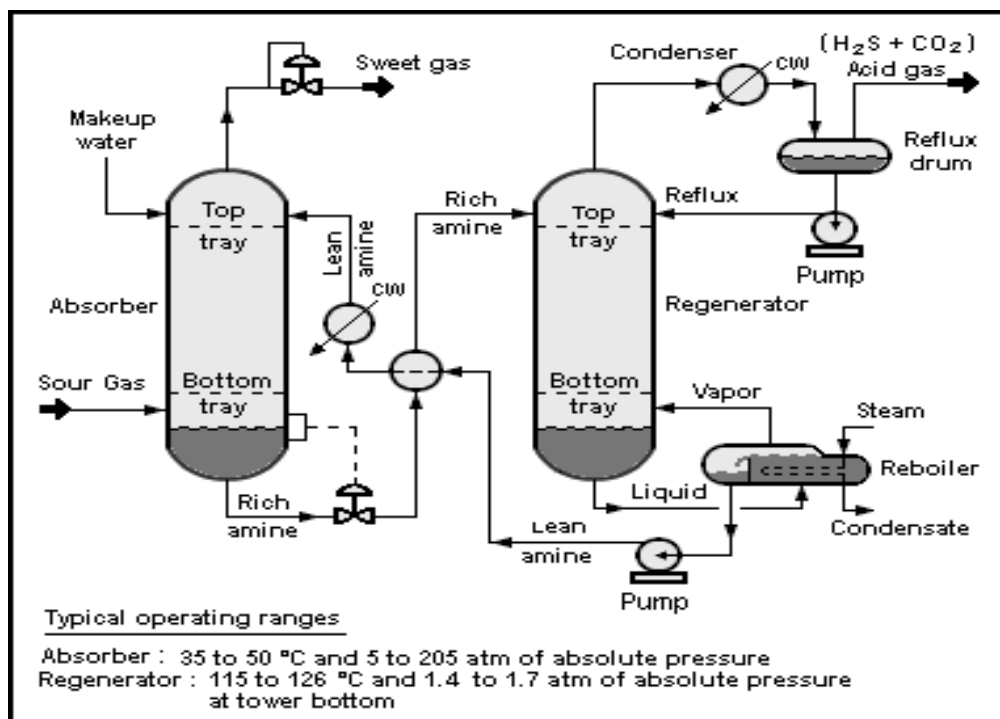 Sweet gas
Condenser
CW
(H₂S + CO₂)
Acid gas
Makeup
water
Reflux
drum
Top
tray
Lean
amine
Rich
amine
Top
tray
Reflux
Pump
Absorber
CW
Regenerator
Sour Gas
Bottom
tray
Bottom
tray
Vapor
Steam
Reboiler
Rich
amine
Liquid
Condensate
Lean
amine
Pump
Typical operating ranges
Absorber : 35 to 50 °C and 5 to 205 atm of absolute pressure
Regenerator : 115 to 126 °C and 1.4 to 1.7 atm of absolute pressure
at tower bottom